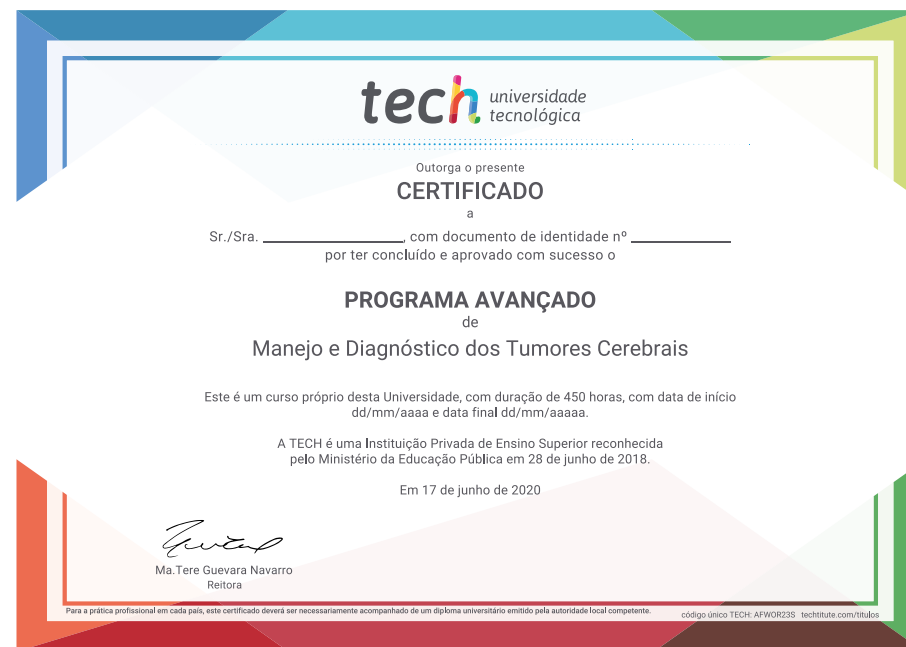 tech universidade
tecnológica
Outorga o presente
CERTIFICADO
a
Sr./Sra. ____________, com documento de identidade nº ____________
por ter concluído e aprovado com sucesso o
PROGRAMA AVANÇADO
de
Manejo e Diagnóstico dos Tumores Cerebrais
Este é um curso próprio desta Universidade, com duração de 450 horas, com data de início
dd/mm/aaaa e data final dd/mm/aaaaa.
A TECH é uma Instituição Privada de Ensino Superior reconhecida
pelo Ministério da Educação Pública em 28 de junho de 2018.
Em 17 de junho de 2020
Ma.Tere Guevara Navarro
Reitora
Para a prática profissional em cada país, este certificado deverá ser necessariamente acompanhado de um diploma universitário emitido pela autoridade local competente.
código único TECH: AFWOR23S techtitute.com/titulos